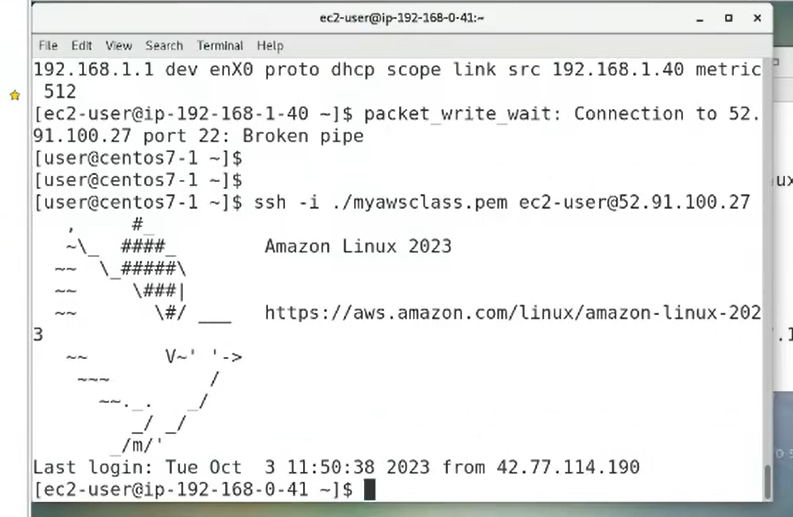 ec2-user@ip-192-168-0-41:~
File Edit View Search Terminal Help
192.168.1.1 dev enX0 proto dhcp scope link src 192.168.1.40 metric
 512
[ec2-user@ip-192-168-1-40 ~]$ packet_write_wait: Connection to 52.
91.100.27 port 22: Broken pipe
[user@centos7-1 ~]$
[user@centos7-1 ~]$
[user@centos7-1 ~]$ ssh -i ./myawsclass.pem ec2-user@52.91.100.27
   ,     #_
   ~\_  ####_        Amazon Linux 2023
  ~~  \_#####\
  ~~     \###|
  ~~       \#/ ___   https://aws.amazon.com/linux/amazon-linux-202
3
   ~~       V~' '->
    ~~~         /
      ~~._.   _/
         _/ _/
       _/m/'
Last login: Tue Oct  3 11:50:38 2023 from 42.77.114.190
[ec2-user@ip-192-168-0-41 ~]$